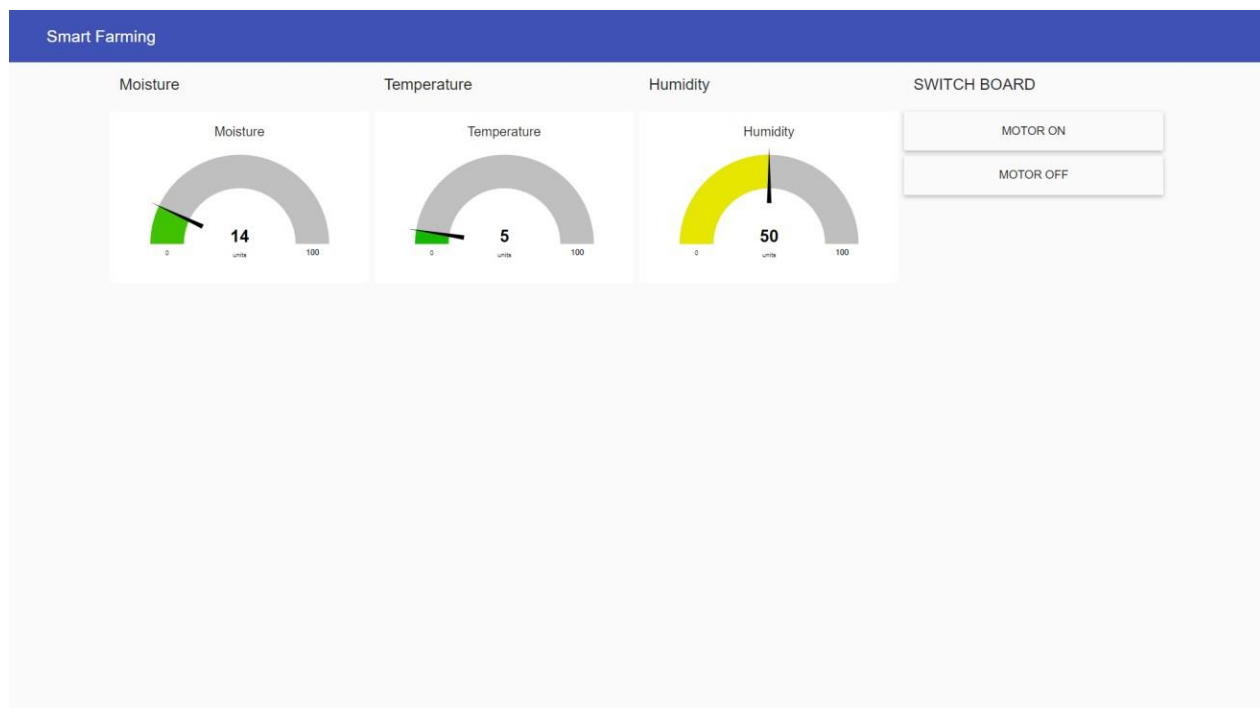 Smart Farming
Moisture
Temperature
Humidity
SWITCH BOARD
Moisture
14
units
0
100
Temperature
5
units
0
100
Humidity
50
units
0
100
MOTOR ON
MOTOR OFF